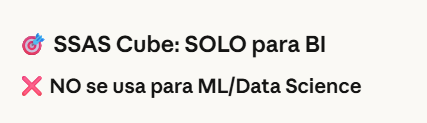 🎯 SSAS Cube: SOLO para BI
❌ NO se usa para ML/Data Science